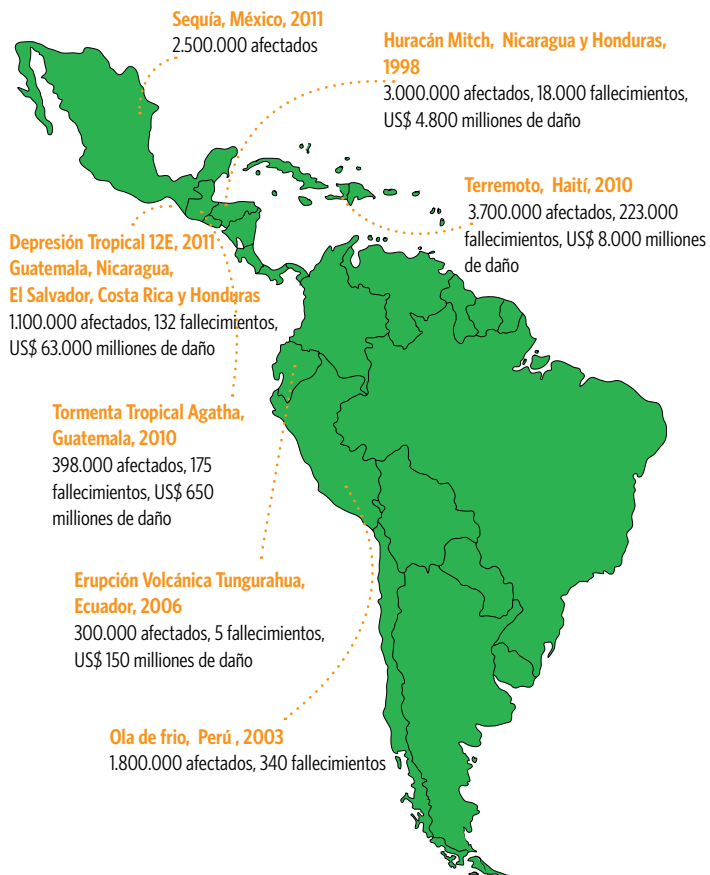 Sequía, México, 2011
2.500.000 afectados
Huracán Mitch, Nicaragua y Honduras,
1998
3.000.000 afectados, 18.000 fallecimientos,
US$ 4.800 millones de daño
Terremoto, Haití, 2010
3.700.000 afectados, 223.000
fallecimientos, US$ 8.000 millones
de daño
Depresión Tropical 12E, 2011
Guatemala, Nicaragua,
El Salvador, Costa Rica y Honduras
1.100.000 afectados, 132 fallecimientos,
US$ 63.000 millones de daño
Tormenta Tropical Agatha,
Guatemala, 2010
398.000 afectados, 175
fallecimientos, US$ 650
millones de daño
Erupción Volcánica Tungurahua,
Ecuador, 2006
300.000 afectados, 5 fallecimientos,
US$ 150 millones de daño
Ola de frio, Perú , 2003
1.800.000 afectados, 340 fallecimientos